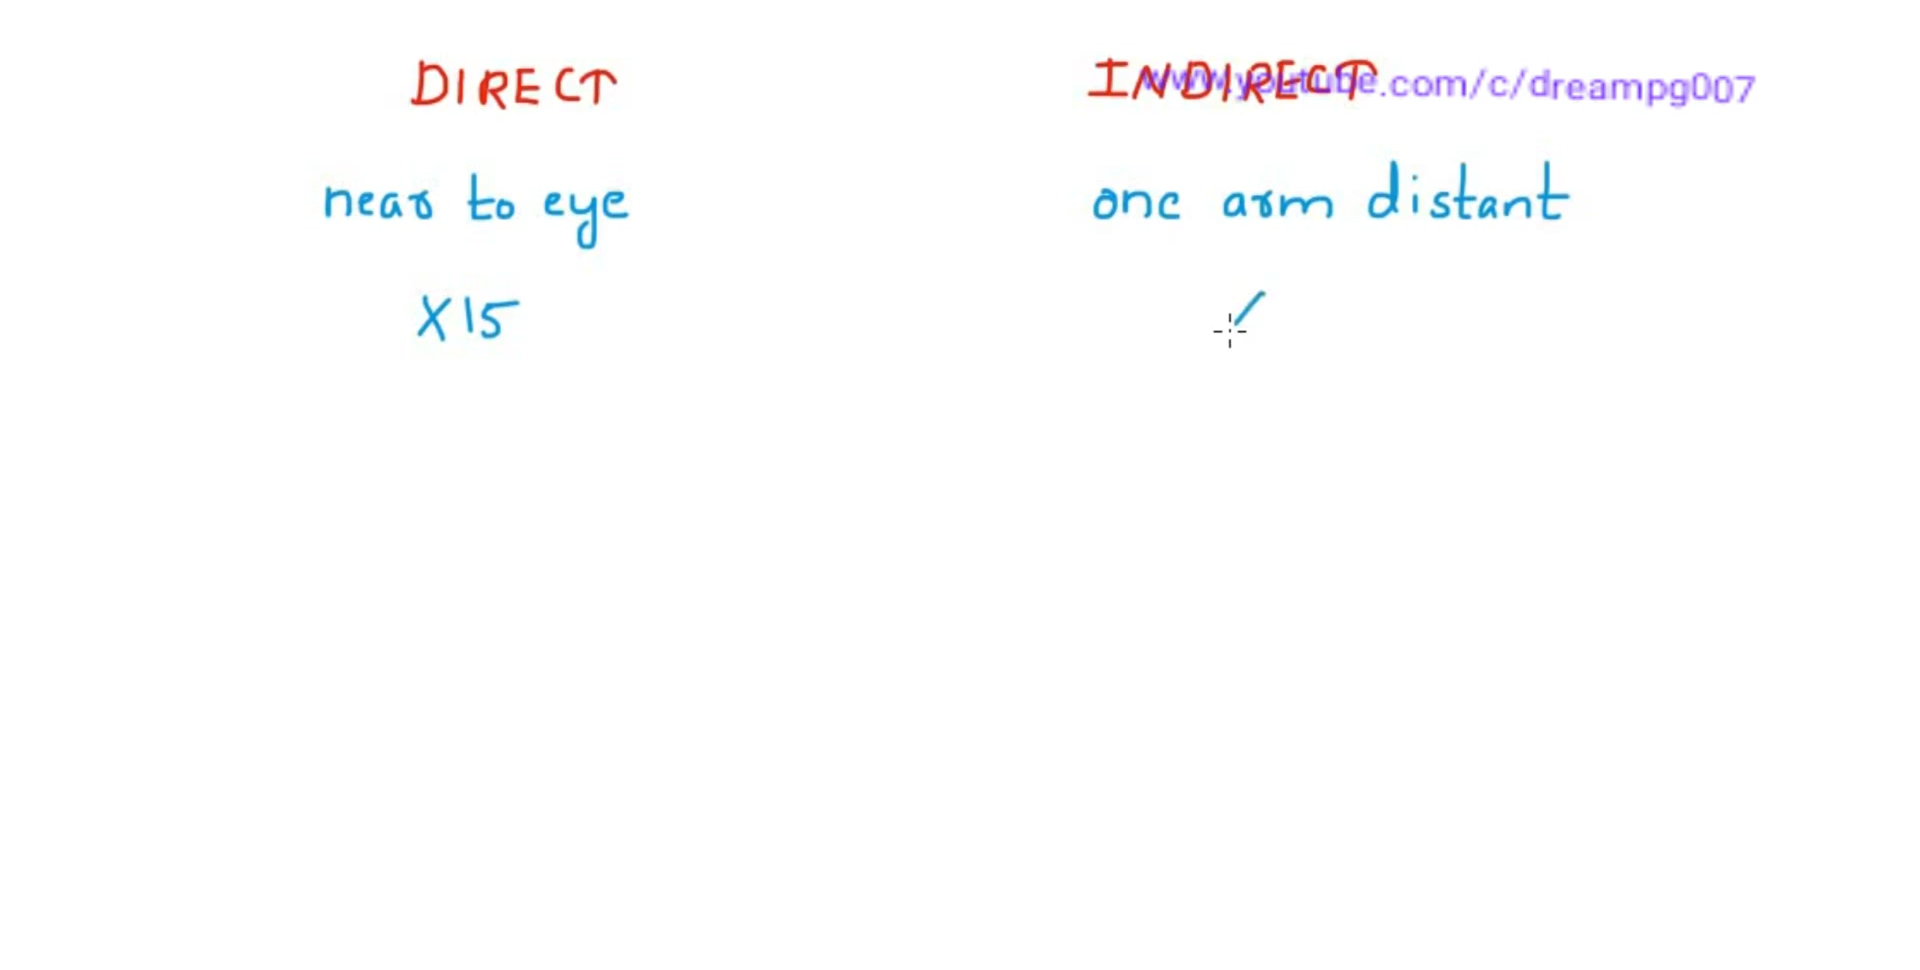 DIRECT
INDIRECT
www.youtube.com/c/dreampg007
near to eye
one arm distant
X15